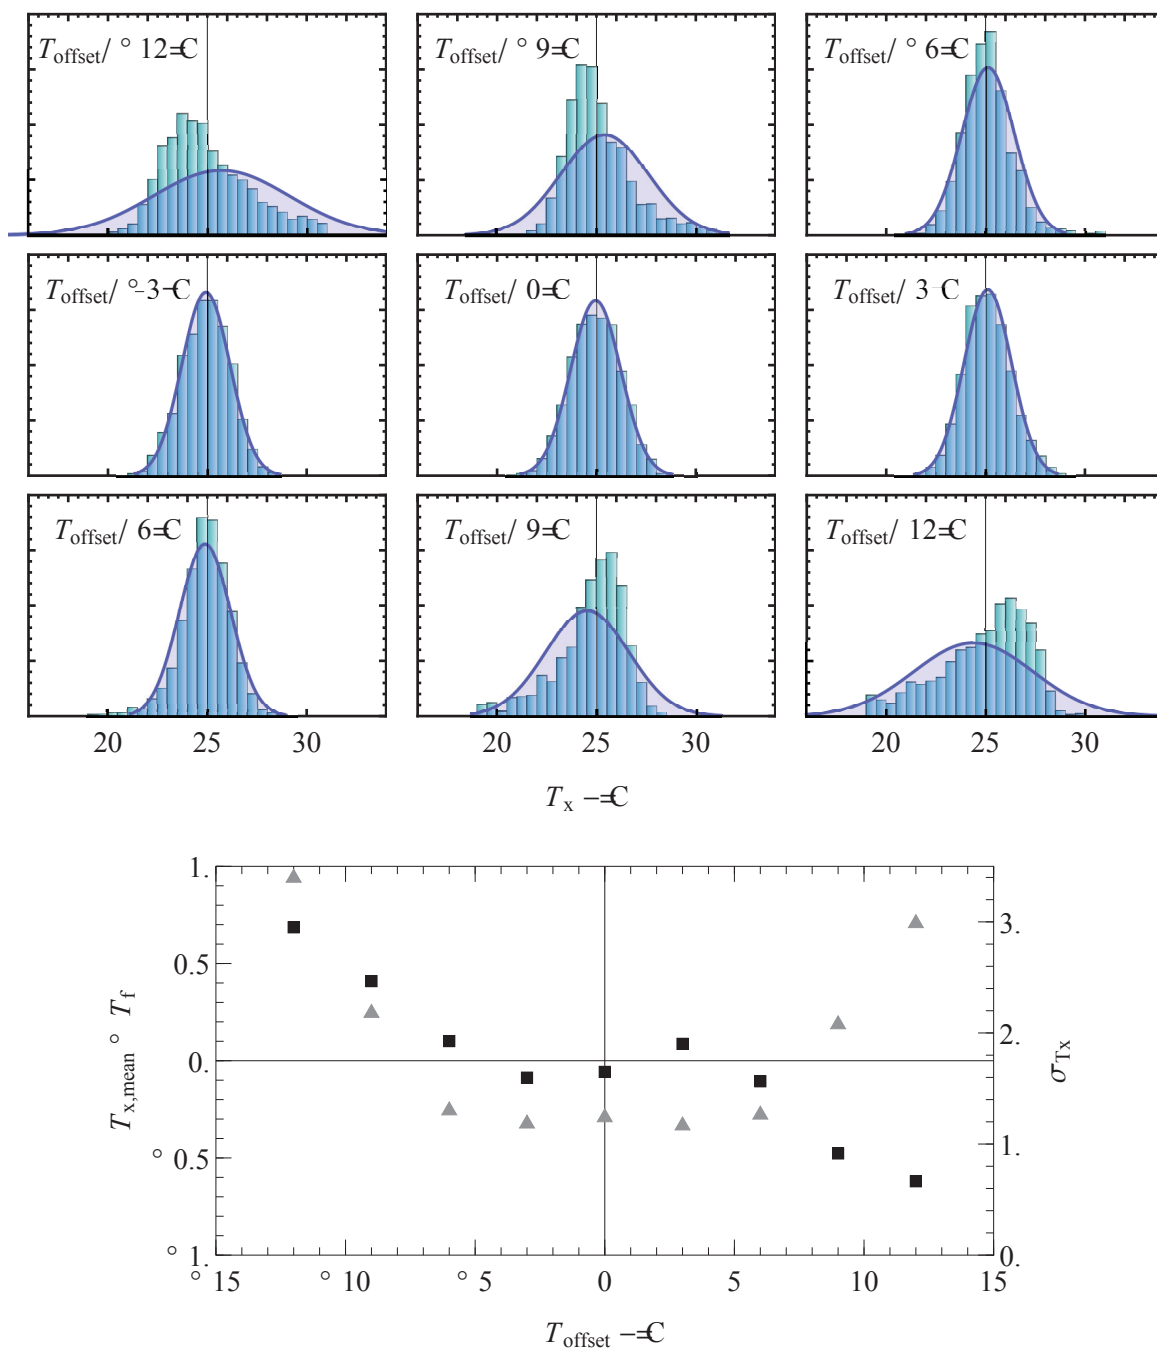 Toffset/ ° 12=C Toffset/ ° 9=C Toffset/ ° 6=C
Toffset/ °-3-C Toffset/ 0=C Toffset/ 3-C
Toffset/ 6=C Toffset/ 9=C Toffset/ 12=C
20 25 30 20 25 30 20 25 30
Tx -=C
1.
0.5
0.
° 0.5
° 1.
Tx,mean ° Tf
3.
2.
1.
0.
σTx
° 15 ° 10 ° 5 0 5 10 15
Toffset -=C